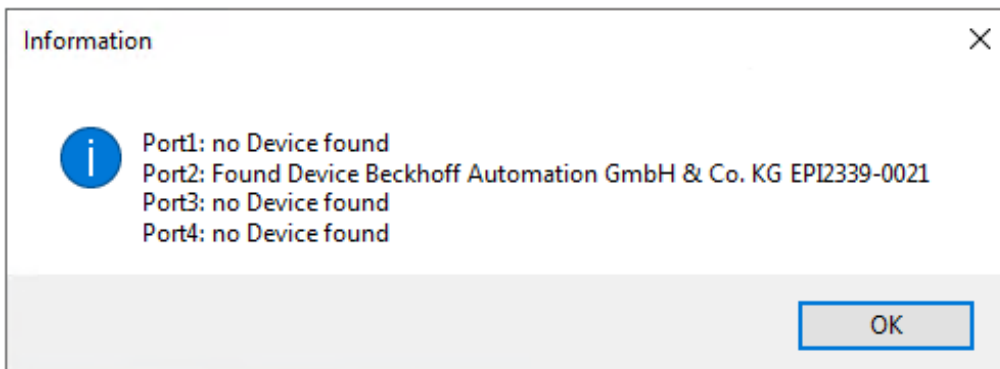 Information
Port1: no Device found
Port2: Found Device Beckhoff Automation GmbH & Co. KG EPI2339-0021
Port3: no Device found
Port4: no Device found
OK